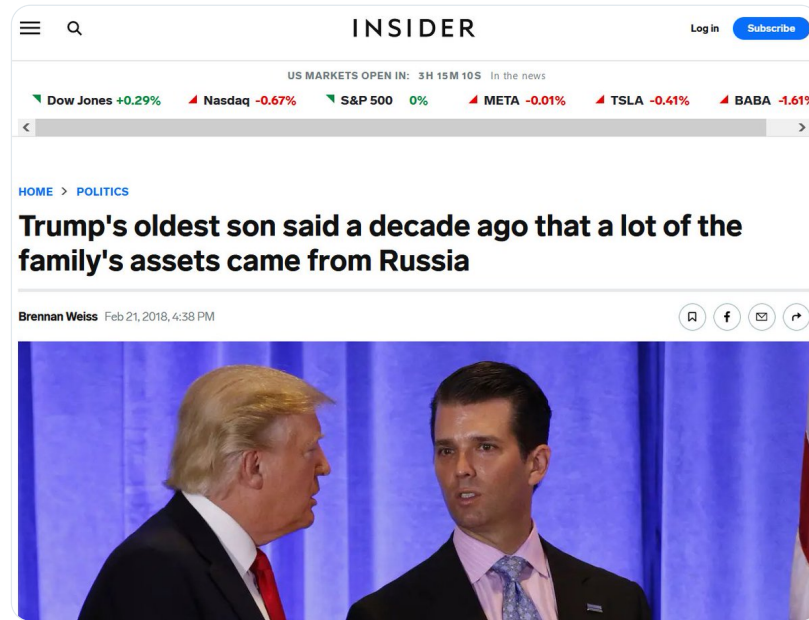 INSIDER
Log in
Subscribe
US MARKETS OPEN IN: 3H 15M 10S In the news
Dow Jones +0.29% Nasdaq -0.67% S&P 500 0% META -0.01% TSLA -0.41% BABA -1.61%
HOME > POLITICS
Trump's oldest son said a decade ago that a lot of the
family's assets came from Russia
Brennan Weiss Feb 21, 2018, 4:38 PM